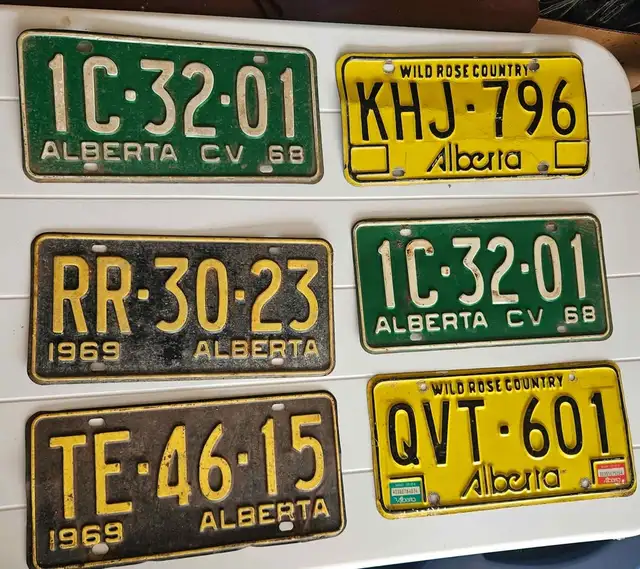 1C·32·01
ALBERTA CV 68
WILD ROSE COUNTRY
KHJ·796
Alberta
RR·30·23
1969 ALBERTA
1C·32·01
ALBERTA CV 68
TE·46·15
1969 ALBERTA
WILD ROSE COUNTRY
QVT·601
Alberta